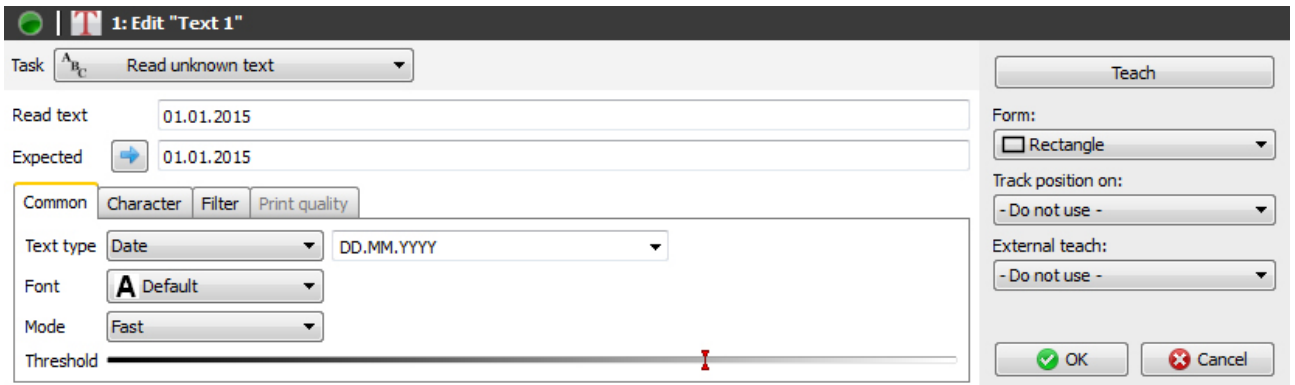 1: Edit "Text 1"
Task ABC Read unknown text
Teach
Read text 01.01.2015
Form:
Rectangle
Expected 01.01.2015
Track position on:
- Do not use -
Common Character Filter Print quality
Text type Date DD.MM.YYYY
External teach:
- Do not use -
Font A Default
Mode Fast
Threshold
OK Cancel